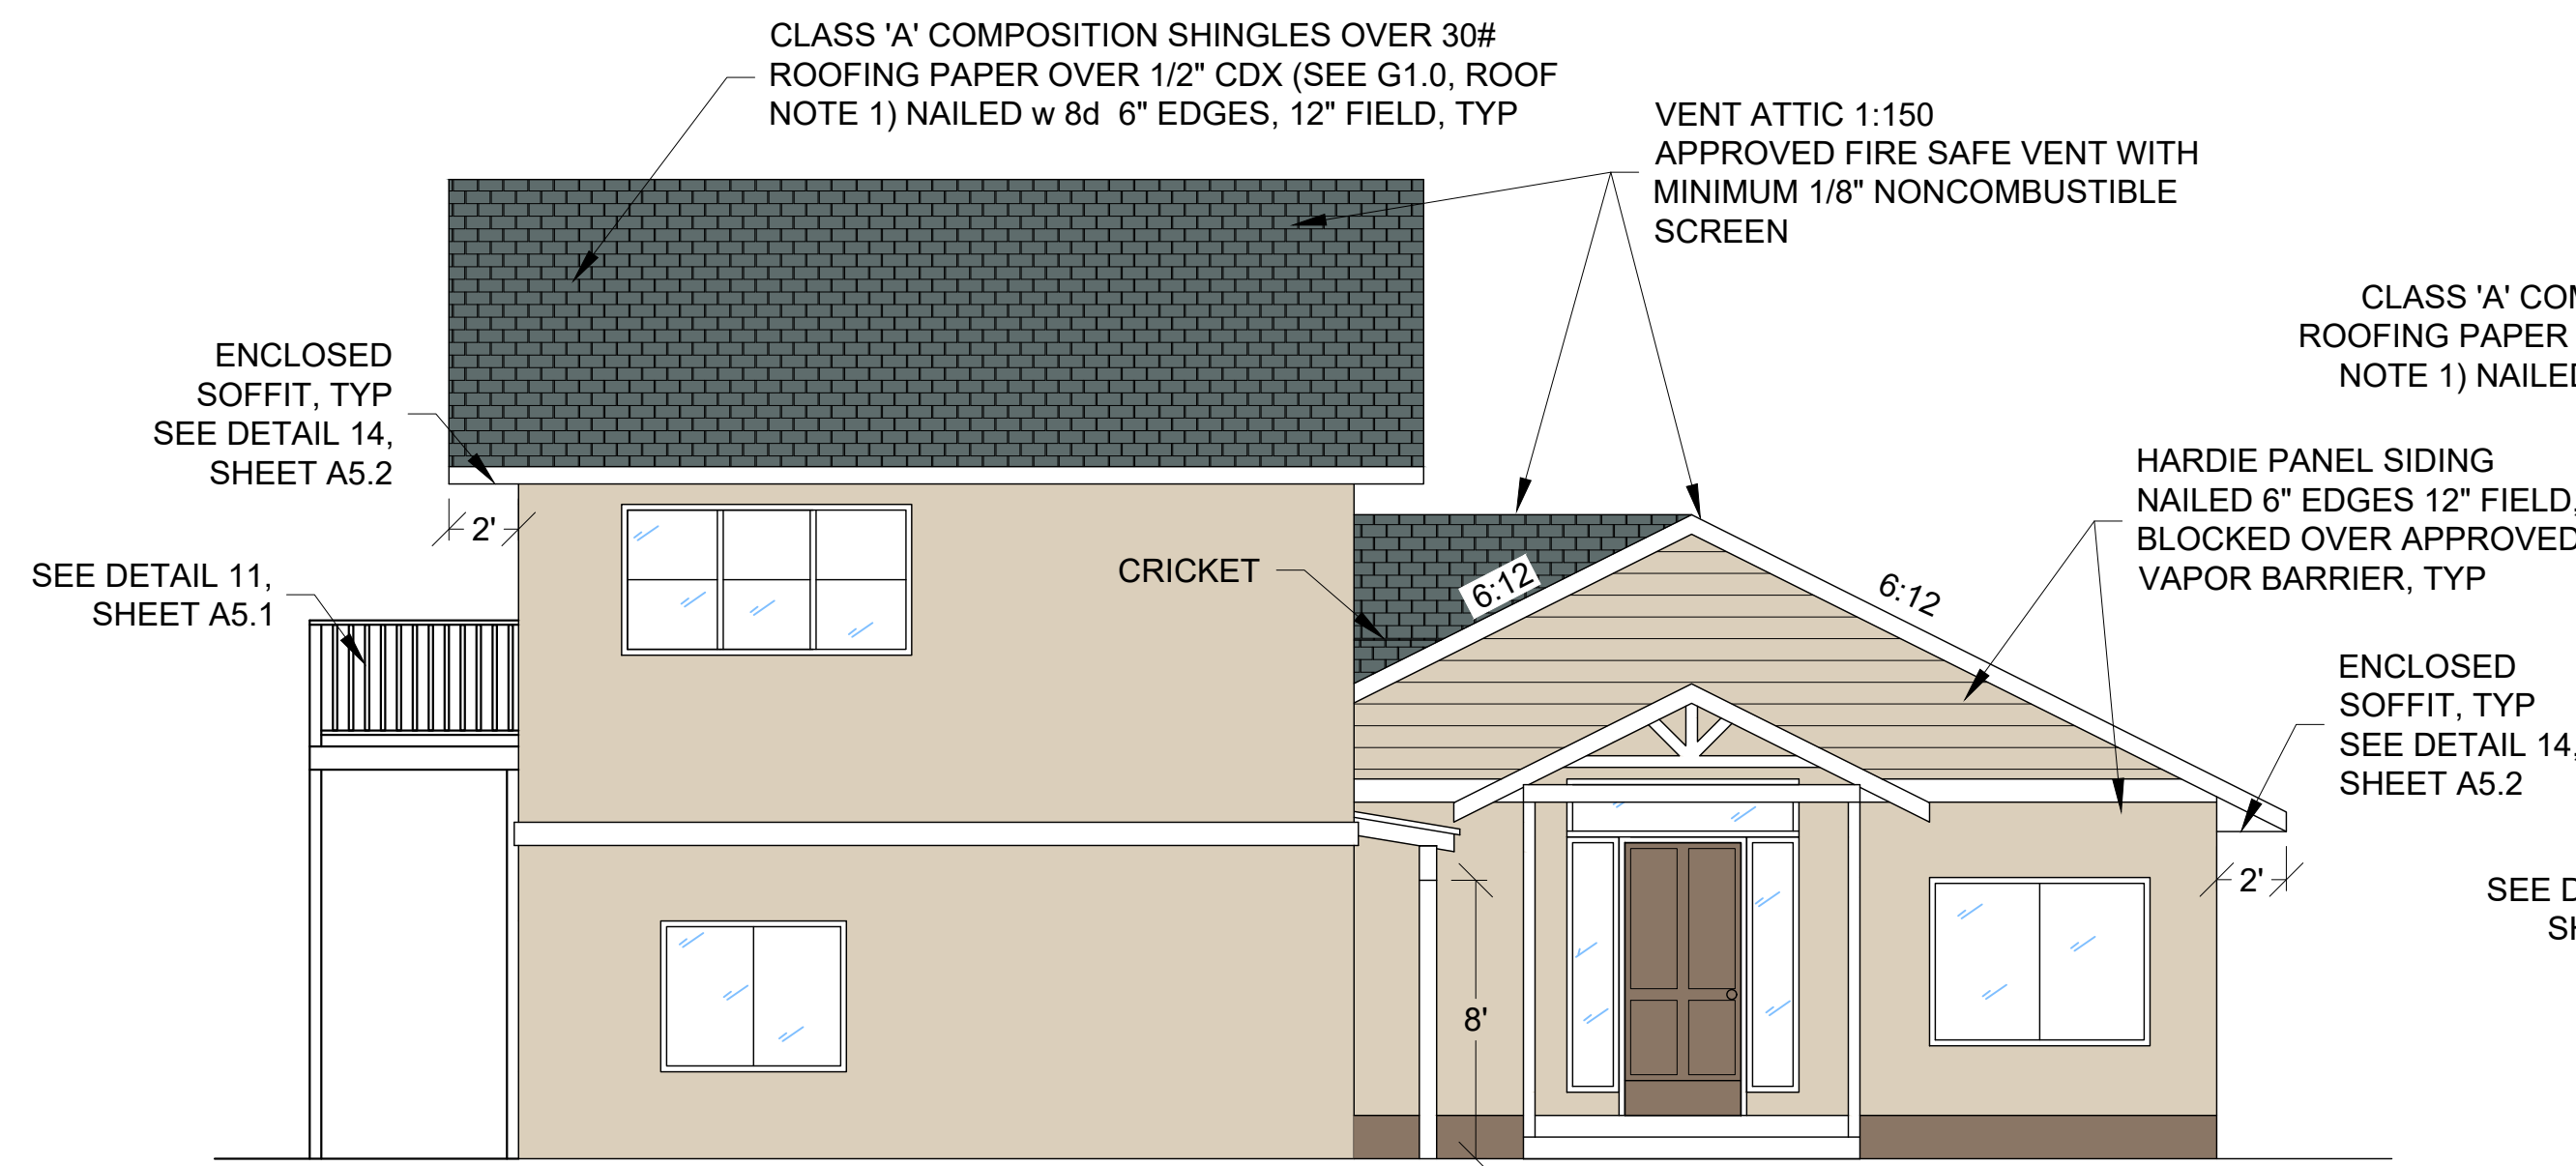 CLASS 'A' COMPOSITION SHINGLES OVER 30#
ROOFING PAPER OVER 1/2" CDX (SEE G1.0, ROOF
NOTE 1) NAILED w 8d  6" EDGES, 12" FIELD, TYP
VENT ATTIC 1:150
APPROVED FIRE SAFE VENT WITH
MINIMUM 1/8" NONCOMBUSTIBLE
SCREEN
CLASS 'A'
ROOFING PAPER
NOTE 1)
ENCLOSED
SOFFIT, TYP
SEE DETAIL 14,
SHEET A5.2
2'
SEE DETAIL 11,
SHEET A5.1
CRICKET
6:12
6:12
HARDIE PANEL SIDING
NAILED 6" EDGES 12" FIELD,
BLOCKED OVER APPROVED
VAPOR BARRIER, TYP
ENCLOSED
SOFFIT, TYP
SEE DETAIL 14,
SHEET A5.2
2'
SEE
8'